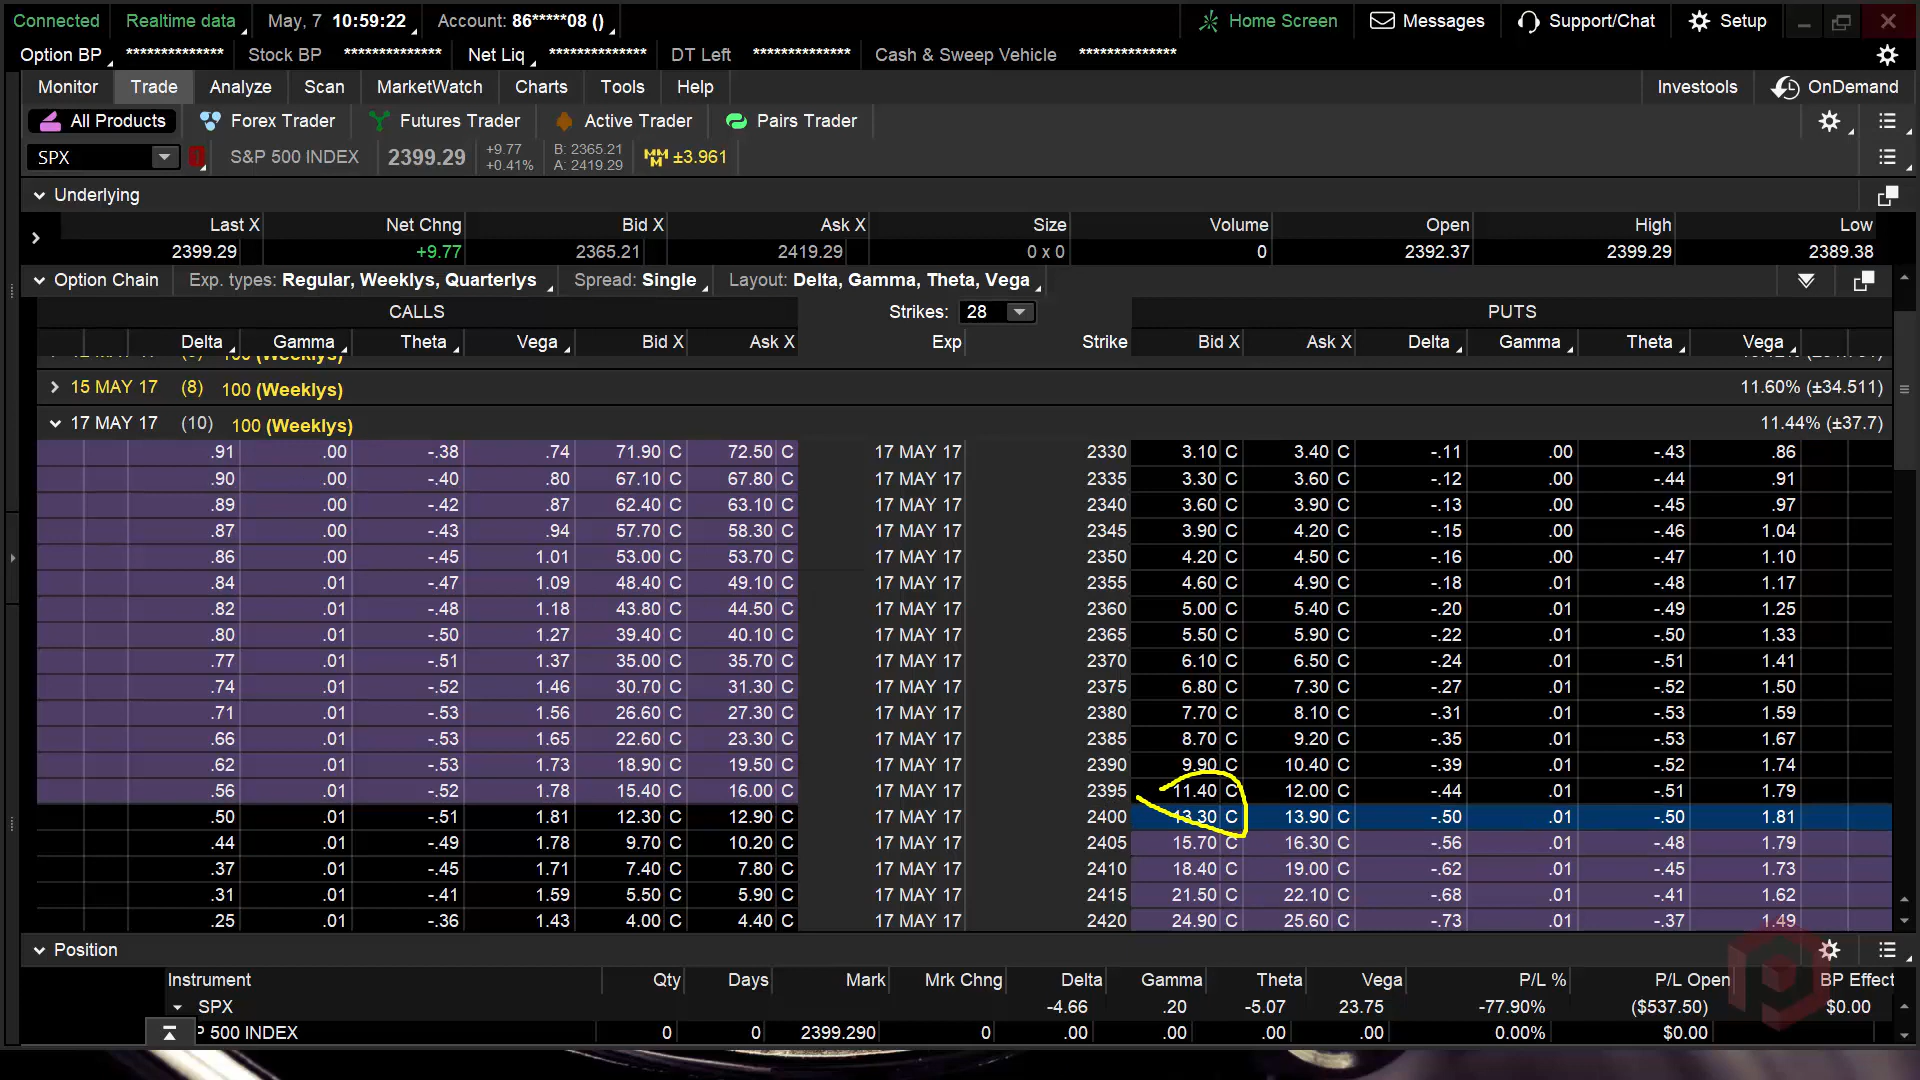 Connected Realtime data May, 7 10:59:22 Account: 86*****08 () Home Screen Messages Support/Chat Setup
Option BP ************** Stock BP ************** Net Liq ************** DT Left ************** Cash & Sweep Vehicle **************
Monitor Trade Analyze Scan MarketWatch Charts Tools Help Investools OnDemand
All Products Forex Trader Futures Trader Active Trader Pairs Trader
SPX S&P 500 INDEX 2399.29 +9.77 +0.41% B: 2365.21 A: 2419.29 ±3.961
Underlying
Last X Net Chng Bid X Ask X Size Volume Open High Low
2399.29 +9.77 2365.21 2419.29 0 x 0 0 2392.37 2399.29 2389.38
Option Chain Exp. types: Regular, Weeklys, Quarterlys Spread: Single Layout: Delta, Gamma, Theta, Vega
CALLS Strikes: 28 PUTS
Delta Gamma Theta Vega Bid X Ask X Exp Strike Bid X Ask X Delta Gamma Theta Vega
15 MAY 17 (8) 100 (Weeklys) 11.60% (±34.511)
17 MAY 17 (10) 100 (Weeklys) 11.44% (±37.7)
.91 .00 -.38 .74 71.90 C 72.50 C 17 MAY 17 2330 3.10 C 3.40 C -.11 .00 -.43 .86
.90 .00 -.40 .80 67.10 C 67.80 C 17 MAY 17 2335 3.30 C 3.60 C -.12 .00 -.44 .91
.89 .00 -.42 .87 62.40 C 63.10 C 17 MAY 17 2340 3.60 C 3.90 C -.13 .00 -.45 .97
.87 .00 -.43 .94 57.70 C 58.30 C 17 MAY 17 2345 3.90 C 4.20 C -.15 .00 -.46 1.04
.86 .00 -.45 1.01 53.00 C 53.70 C 17 MAY 17 2350 4.20 C 4.50 C -.16 .00 -.47 1.10
.84 .01 -.47 1.09 48.40 C 49.10 C 17 MAY 17 2355 4.60 C 4.90 C -.18 .01 -.48 1.17
.82 .01 -.48 1.18 43.80 C 44.50 C 17 MAY 17 2360 5.00 C 5.40 C -.20 .01 -.49 1.25
.80 .01 -.50 1.27 39.40 C 40.10 C 17 MAY 17 2365 5.50 C 5.90 C -.22 .01 -.50 1.33
.77 .01 -.51 1.37 35.00 C 35.70 C 17 MAY 17 2370 6.10 C 6.50 C -.24 .01 -.51 1.41
.74 .01 -.52 1.46 30.70 C 31.30 C 17 MAY 17 2375 6.80 C 7.30 C -.27 .01 -.52 1.50
.71 .01 -.53 1.56 26.60 C 27.30 C 17 MAY 17 2380 7.70 C 8.10 C -.31 .01 -.53 1.59
.66 .01 -.53 1.65 22.60 C 23.30 C 17 MAY 17 2385 8.70 C 9.20 C -.35 .01 -.53 1.67
.62 .01 -.53 1.73 18.90 C 19.50 C 17 MAY 17 2390 9.90 C 10.40 C -.39 .01 -.52 1.74
.56 .01 -.52 1.78 15.40 C 16.00 C 17 MAY 17 2395 11.40 C 12.00 C -.44 .01 -.51 1.79
.50 .01 -.51 1.81 12.30 C 12.90 C 17 MAY 17 2400 13.30 C 13.90 C -.50 .01 -.50 1.81
.44 .01 -.49 1.78 9.70 C 10.20 C 17 MAY 17 2405 15.70 C 16.30 C -.56 .01 -.48 1.79
.37 .01 -.45 1.71 7.40 C 7.80 C 17 MAY 17 2410 18.40 C 19.00 C -.62 .01 -.45 1.73
.31 .01 -.41 1.59 5.50 C 5.90 C 17 MAY 17 2415 21.50 C 22.10 C -.68 .01 -.41 1.62
.25 .01 -.36 1.43 4.00 C 4.40 C 17 MAY 17 2420 24.90 C 25.60 C -.73 .01 -.37 1.49
Position
Instrument Qty Days Mark Mrk Chng Delta Gamma Theta Vega P/L % P/L Open BP Effect
SPX -4.66 .20 -5.07 23.75 -77.90% ($537.50) $0.00
P 500 INDEX 0 0 2399.290 0 .00 .00 .00 .00 0.00% $0.00